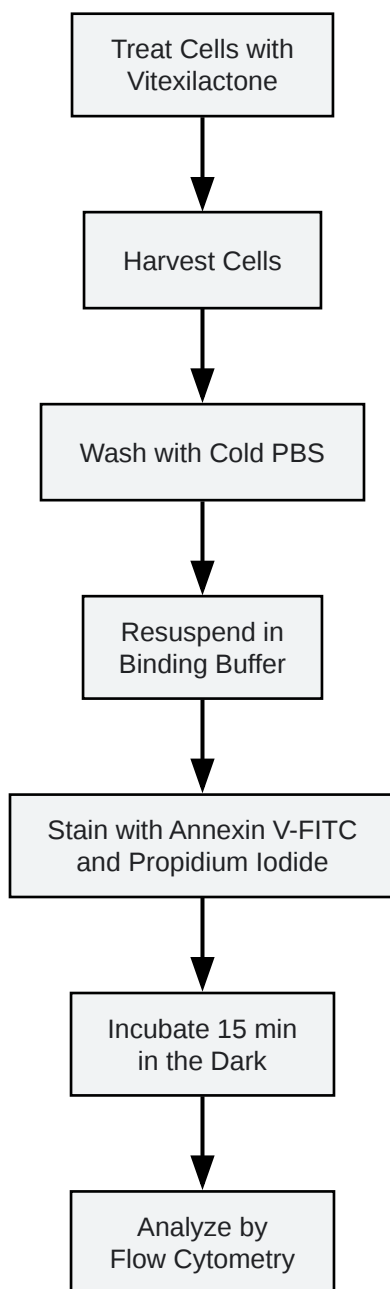 Treat Cells with
Vitexilactone
Harvest Cells
Wash with Cold PBS
Resuspend in
Binding Buffer
Stain with Annexin V-FITC
and Propidium Iodide
Incubate 15 min
in the Dark
Analyze by
Flow Cytometry